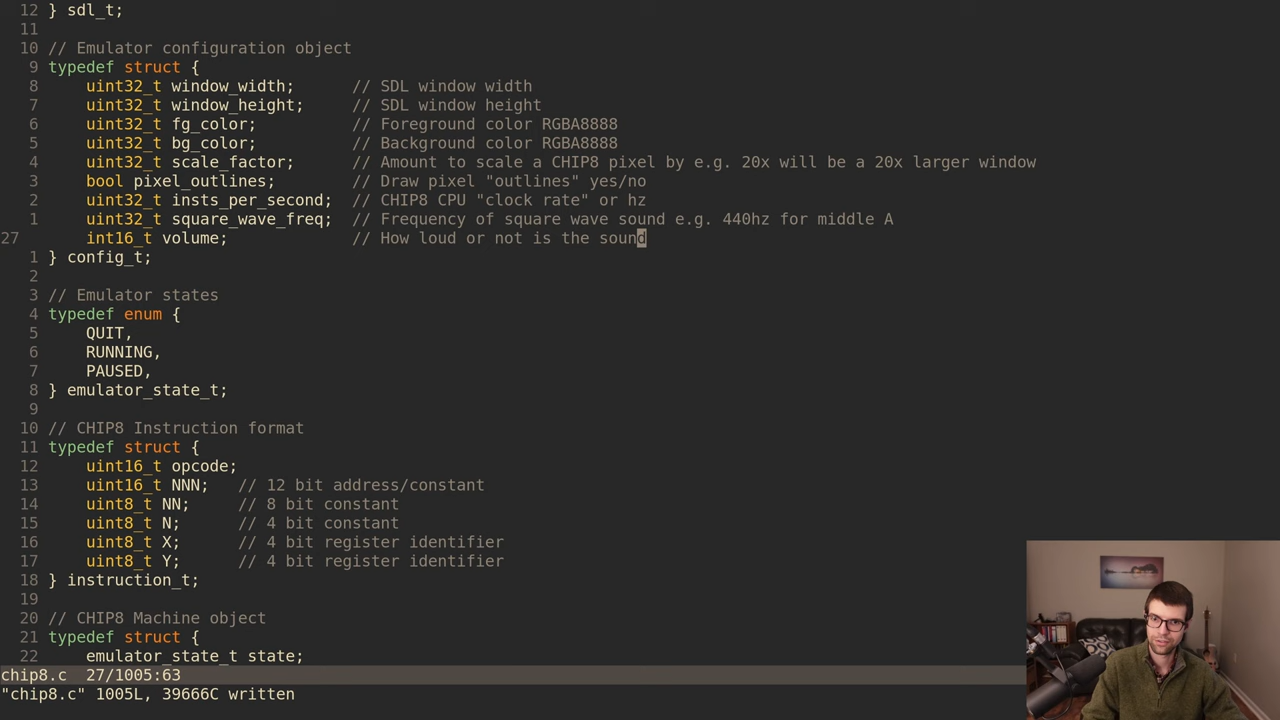 12 } sdl_t;
11
10 // Emulator configuration object
9 typedef struct {
8 uint32_t window_width; // SDL window width
7 uint32_t window_height; // SDL window height
6 uint32_t fg_color; // Foreground color RGBA8888
5 uint32_t bg_color; // Background color RGBA8888
4 uint32_t scale_factor; // Amount to scale a CHIP8 pixel by e.g. 20x will be a 20x larger window
3 bool pixel_outlines; // Draw pixel "outlines" yes/no
2 uint32_t insts_per_second; // CHIP8 CPU "clock rate" or hz
1 uint32_t square_wave_freq; // Frequency of square wave sound e.g. 440hz for middle A
27 int16_t volume; // How loud or not is the sound
1 } config_t;
2
3 // Emulator states
4 typedef enum {
5 QUIT,
6 RUNNING,
7 PAUSED,
8 } emulator_state_t;
9
10 // CHIP8 Instruction format
11 typedef struct {
12 uint16_t opcode;
13 uint16_t NNN; // 12 bit address/constant
14 uint8_t NN; // 8 bit constant
15 uint8_t N; // 4 bit constant
16 uint8_t X; // 4 bit register identifier
17 uint8_t Y; // 4 bit register identifier
18 } instruction_t;
19
20 // CHIP8 Machine object
21 typedef struct {
22 emulator_state_t state;
chip8.c 27/1005:63
"chip8.c" 1005L, 39666C written